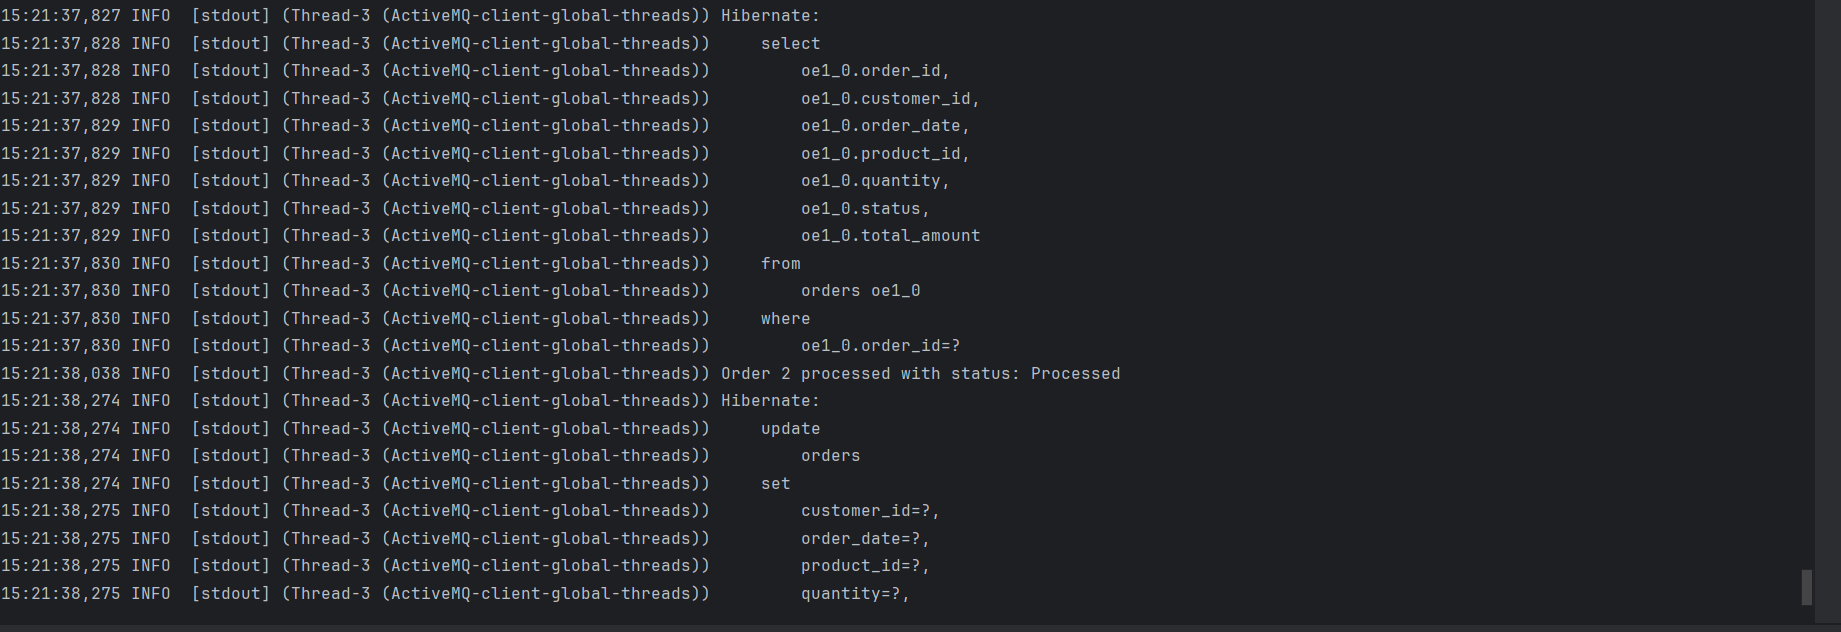 15:21:37,827 INFO  [stdout] (Thread-3 (ActiveMQ-client-global-threads)) Hibernate:
15:21:37,828 INFO  [stdout] (Thread-3 (ActiveMQ-client-global-threads))     select
15:21:37,828 INFO  [stdout] (Thread-3 (ActiveMQ-client-global-threads))         oe1_0.order_id,
15:21:37,828 INFO  [stdout] (Thread-3 (ActiveMQ-client-global-threads))         oe1_0.customer_id,
15:21:37,829 INFO  [stdout] (Thread-3 (ActiveMQ-client-global-threads))         oe1_0.order_date,
15:21:37,829 INFO  [stdout] (Thread-3 (ActiveMQ-client-global-threads))         oe1_0.product_id,
15:21:37,829 INFO  [stdout] (Thread-3 (ActiveMQ-client-global-threads))         oe1_0.quantity,
15:21:37,829 INFO  [stdout] (Thread-3 (ActiveMQ-client-global-threads))         oe1_0.status,
15:21:37,829 INFO  [stdout] (Thread-3 (ActiveMQ-client-global-threads))         oe1_0.total_amount
15:21:37,830 INFO  [stdout] (Thread-3 (ActiveMQ-client-global-threads))     from
15:21:37,830 INFO  [stdout] (Thread-3 (ActiveMQ-client-global-threads))         orders oe1_0
15:21:37,830 INFO  [stdout] (Thread-3 (ActiveMQ-client-global-threads))     where
15:21:37,830 INFO  [stdout] (Thread-3 (ActiveMQ-client-global-threads))         oe1_0.order_id=?
15:21:38,038 INFO  [stdout] (Thread-3 (ActiveMQ-client-global-threads)) Order 2 processed with status: Processed
15:21:38,274 INFO  [stdout] (Thread-3 (ActiveMQ-client-global-threads)) Hibernate:
15:21:38,274 INFO  [stdout] (Thread-3 (ActiveMQ-client-global-threads))     update
15:21:38,274 INFO  [stdout] (Thread-3 (ActiveMQ-client-global-threads))         orders
15:21:38,274 INFO  [stdout] (Thread-3 (ActiveMQ-client-global-threads))     set
15:21:38,275 INFO  [stdout] (Thread-3 (ActiveMQ-client-global-threads))         customer_id=?,
15:21:38,275 INFO  [stdout] (Thread-3 (ActiveMQ-client-global-threads))         order_date=?,
15:21:38,275 INFO  [stdout] (Thread-3 (ActiveMQ-client-global-threads))         product_id=?,
15:21:38,275 INFO  [stdout] (Thread-3 (ActiveMQ-client-global-threads))         quantity=?,